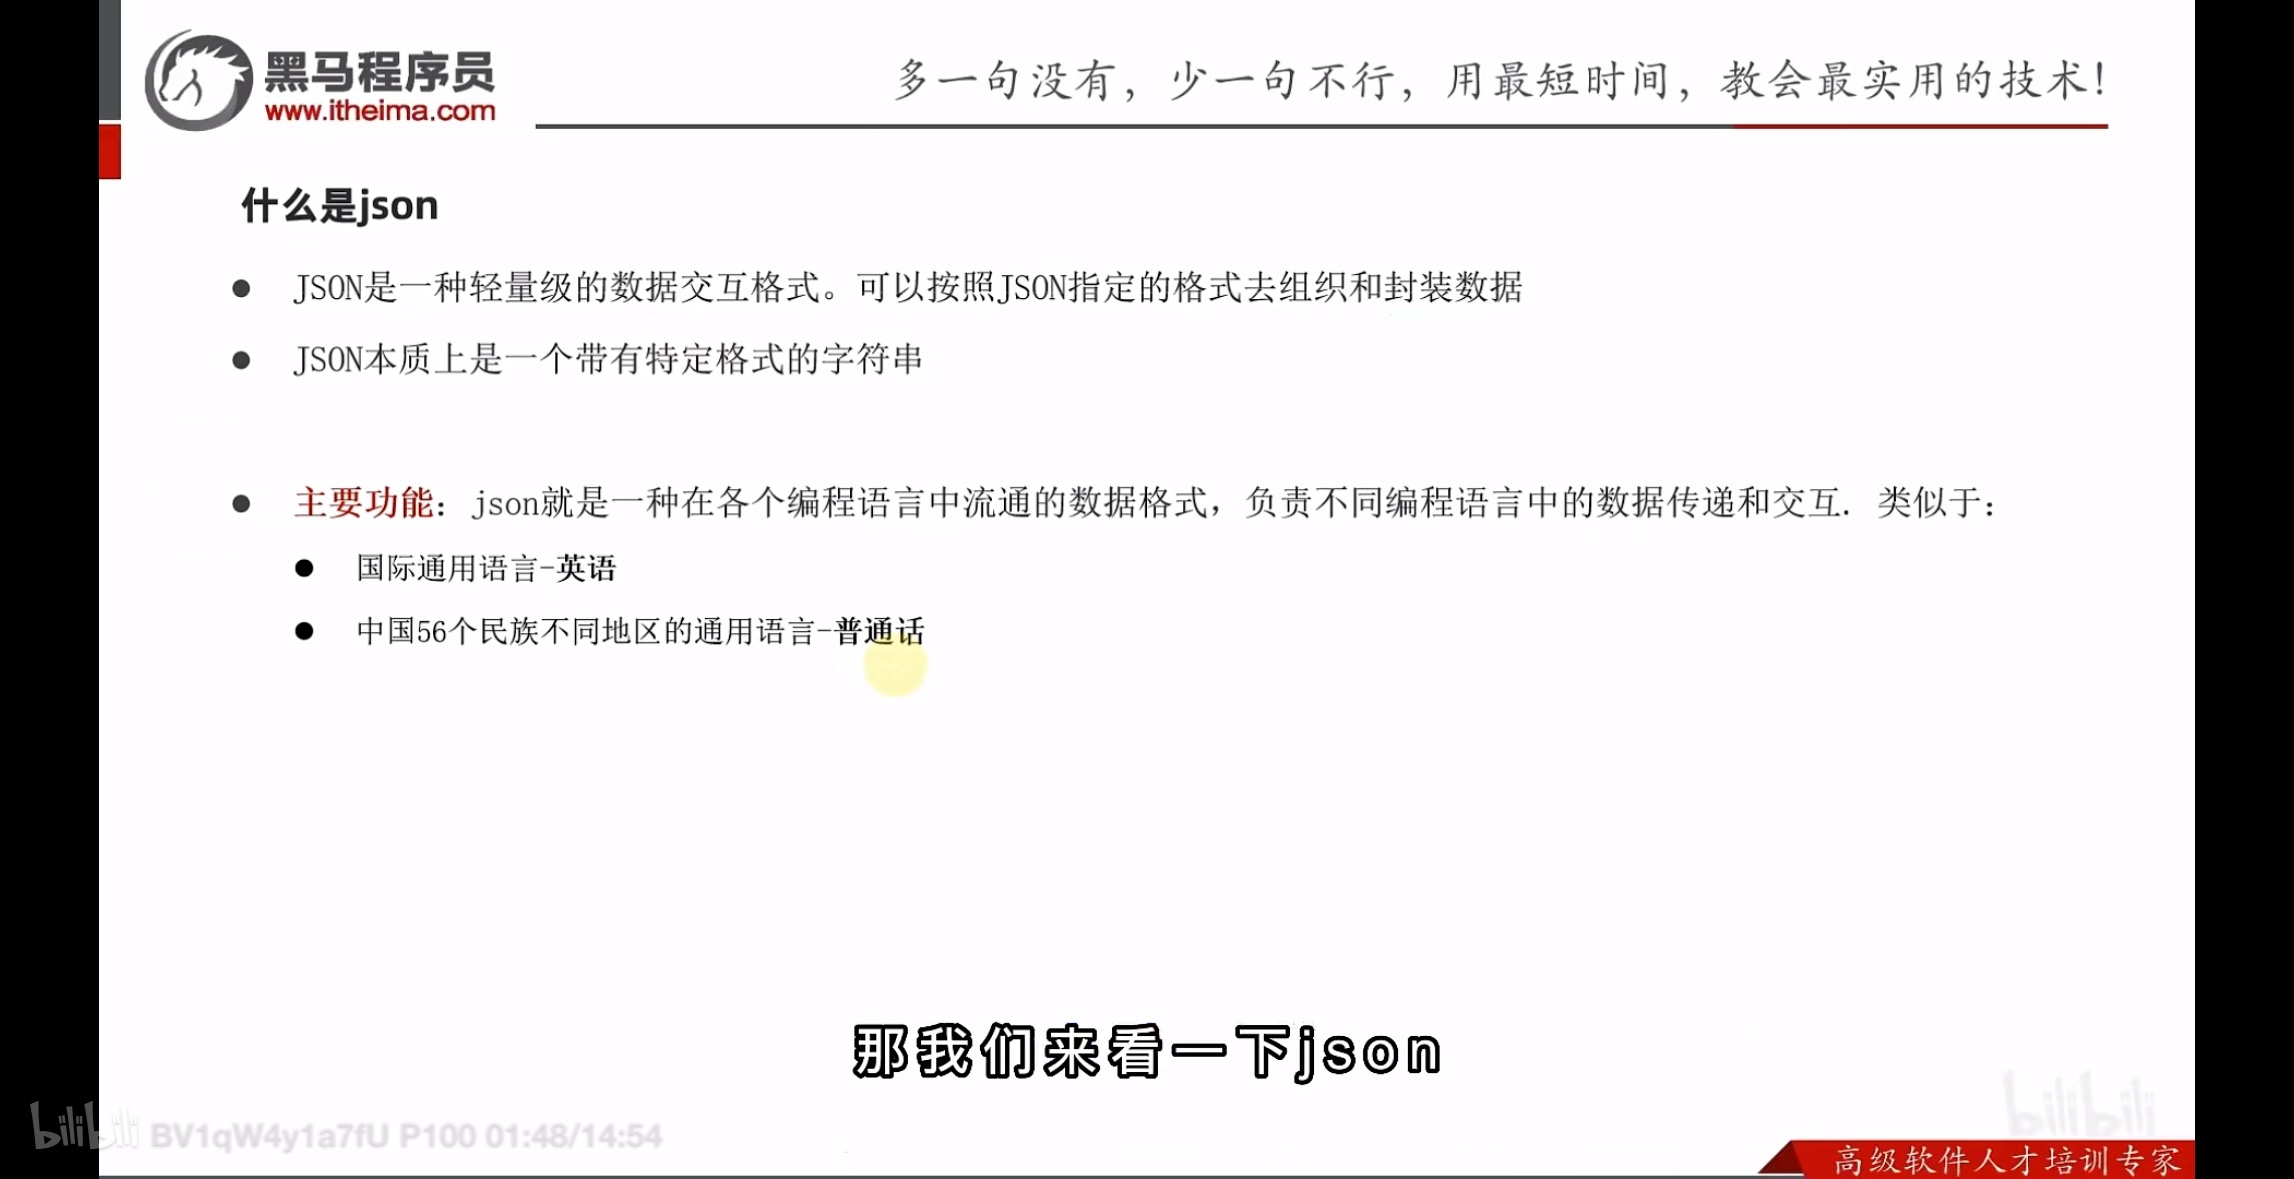 黑马程序员
www.itheima.com
多一句没有，少一句不行，用最短时间，教会最实用的技术！
什么是json
JSON是一种轻量级的数据交互格式。可以按照JSON指定的格式去组织和封装数据
JSON本质上是一个带有特定格式的字符串
主要功能：json就是一种在各个编程语言中流通的数据格式，负责不同编程语言中的数据传递和交互. 类似于：
国际通用语言-英语
中国56个民族不同地区的通用语言-普通话
那我们来看一下json
bilibili BV1qW4y1a7fU P100 01:48/14:54
bilibili
高级软件人才培训专家